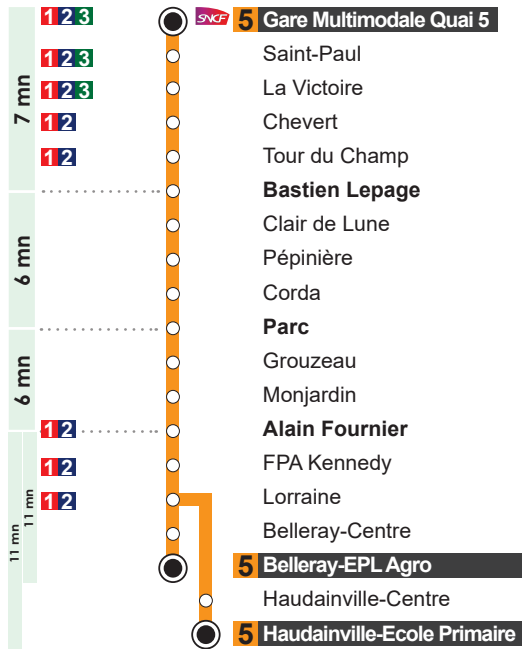 1 2 3 SNCF 5 Gare Multimodale Quai 5
1 2 3 Saint-Paul
1 2 3 La Victoire
1 2 Chevert
1 2 Tour du Champ
7 mn
Bastien Lepage
Clair de Lune
Pépinière
Corda
6 mn
Parc
Grouzeau
Monjardin
6 mn
1 2 Alain Fournier
1 2 FPA Kennedy
1 2 Lorraine
Belleray-Centre
11 mn
11 mn
5 Belleray-EPL Agro
Haudainville-Centre
5 Haudainville-Ecole Primaire